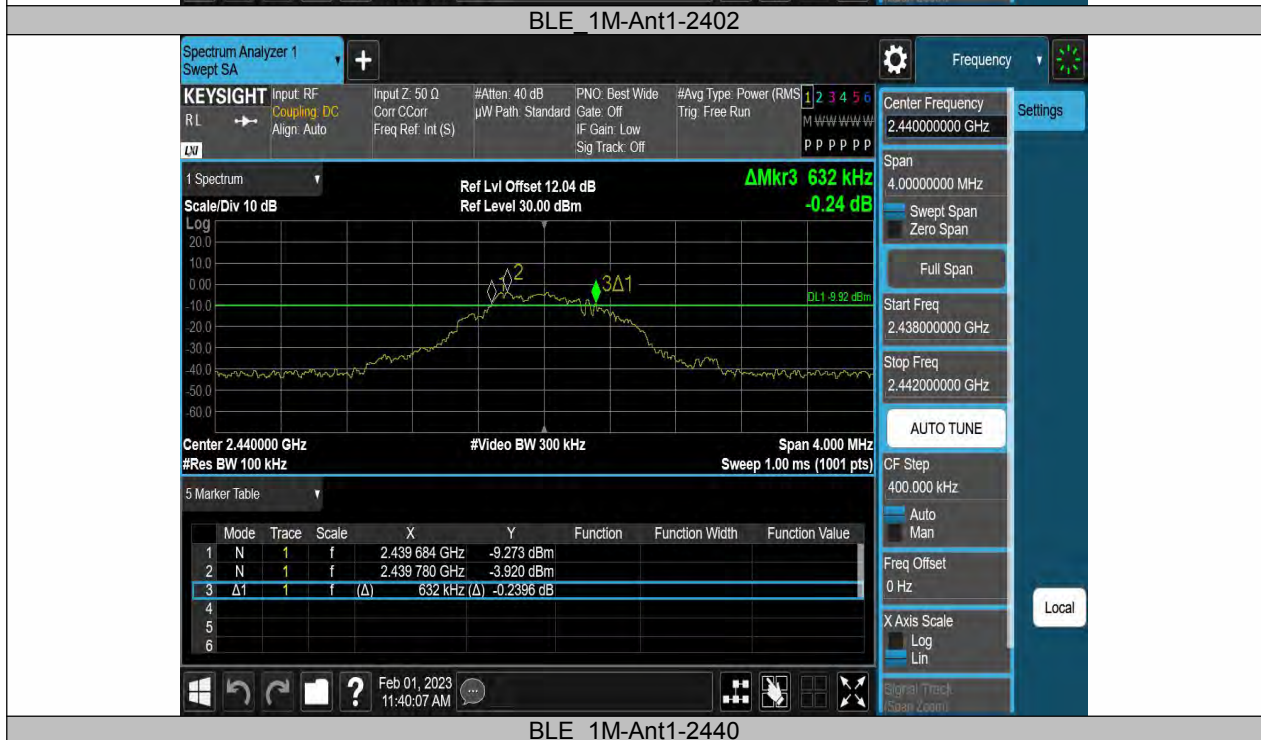 BLE_1M-Ant1-2402
Spectrum Analyzer 1
Swept SA
+
Frequency
KEYSIGHT
RL
LXI
Input: RF
Coupling: DC
Align: Auto
Input Z: 50 Ω
Corr CCorr
Freq Ref: Int (S)
#Atten: 40 dB
µW Path: Standard
PNO: Best Wide
Gate: Off
IF Gain: Low
Sig Track: Off
#Avg Type: Power (RMS
Trig: Free Run
1 2 3 4 5 6
M W W W W W
P P P P P P
Center Frequency
2.440000000 GHz
Settings
Span
4.00000000 MHz
Swept Span
Zero Span
Full Span
Start Freq
2.438000000 GHz
Stop Freq
2.442000000 GHz
AUTO TUNE
CF Step
400.000 kHz
Auto
Man
Freq Offset
0 Hz
X Axis Scale
Log
Lin
Signal Track
(Span Zoom)
Local
1 Spectrum
Scale/Div 10 dB
Ref Lvl Offset 12.04 dB
Ref Level 30.00 dBm
ΔMkr3 632 kHz
-0.24 dB
Log
20.0
10.0
0.00
-10.0
-20.0
-30.0
-40.0
-50.0
-60.0
1
2
3Δ1
DL1 -9.92 dBm
Center 2.440000 GHz
#Video BW 300 kHz
Span 4.000 MHz
#Res BW 100 kHz
Sweep 1.00 ms (1001 pts)
5 Marker Table
Mode Trace Scale X Y Function Function Width Function Value
1 N 1 f 2.439 684 GHz -9.273 dBm
2 N 1 f 2.439 780 GHz -3.920 dBm
3 Δ1 1 f (Δ) 632 kHz (Δ) -0.2396 dB
4
5
6
?
Feb 01, 2023
11:40:07 AM
BLE_1M-Ant1-2440